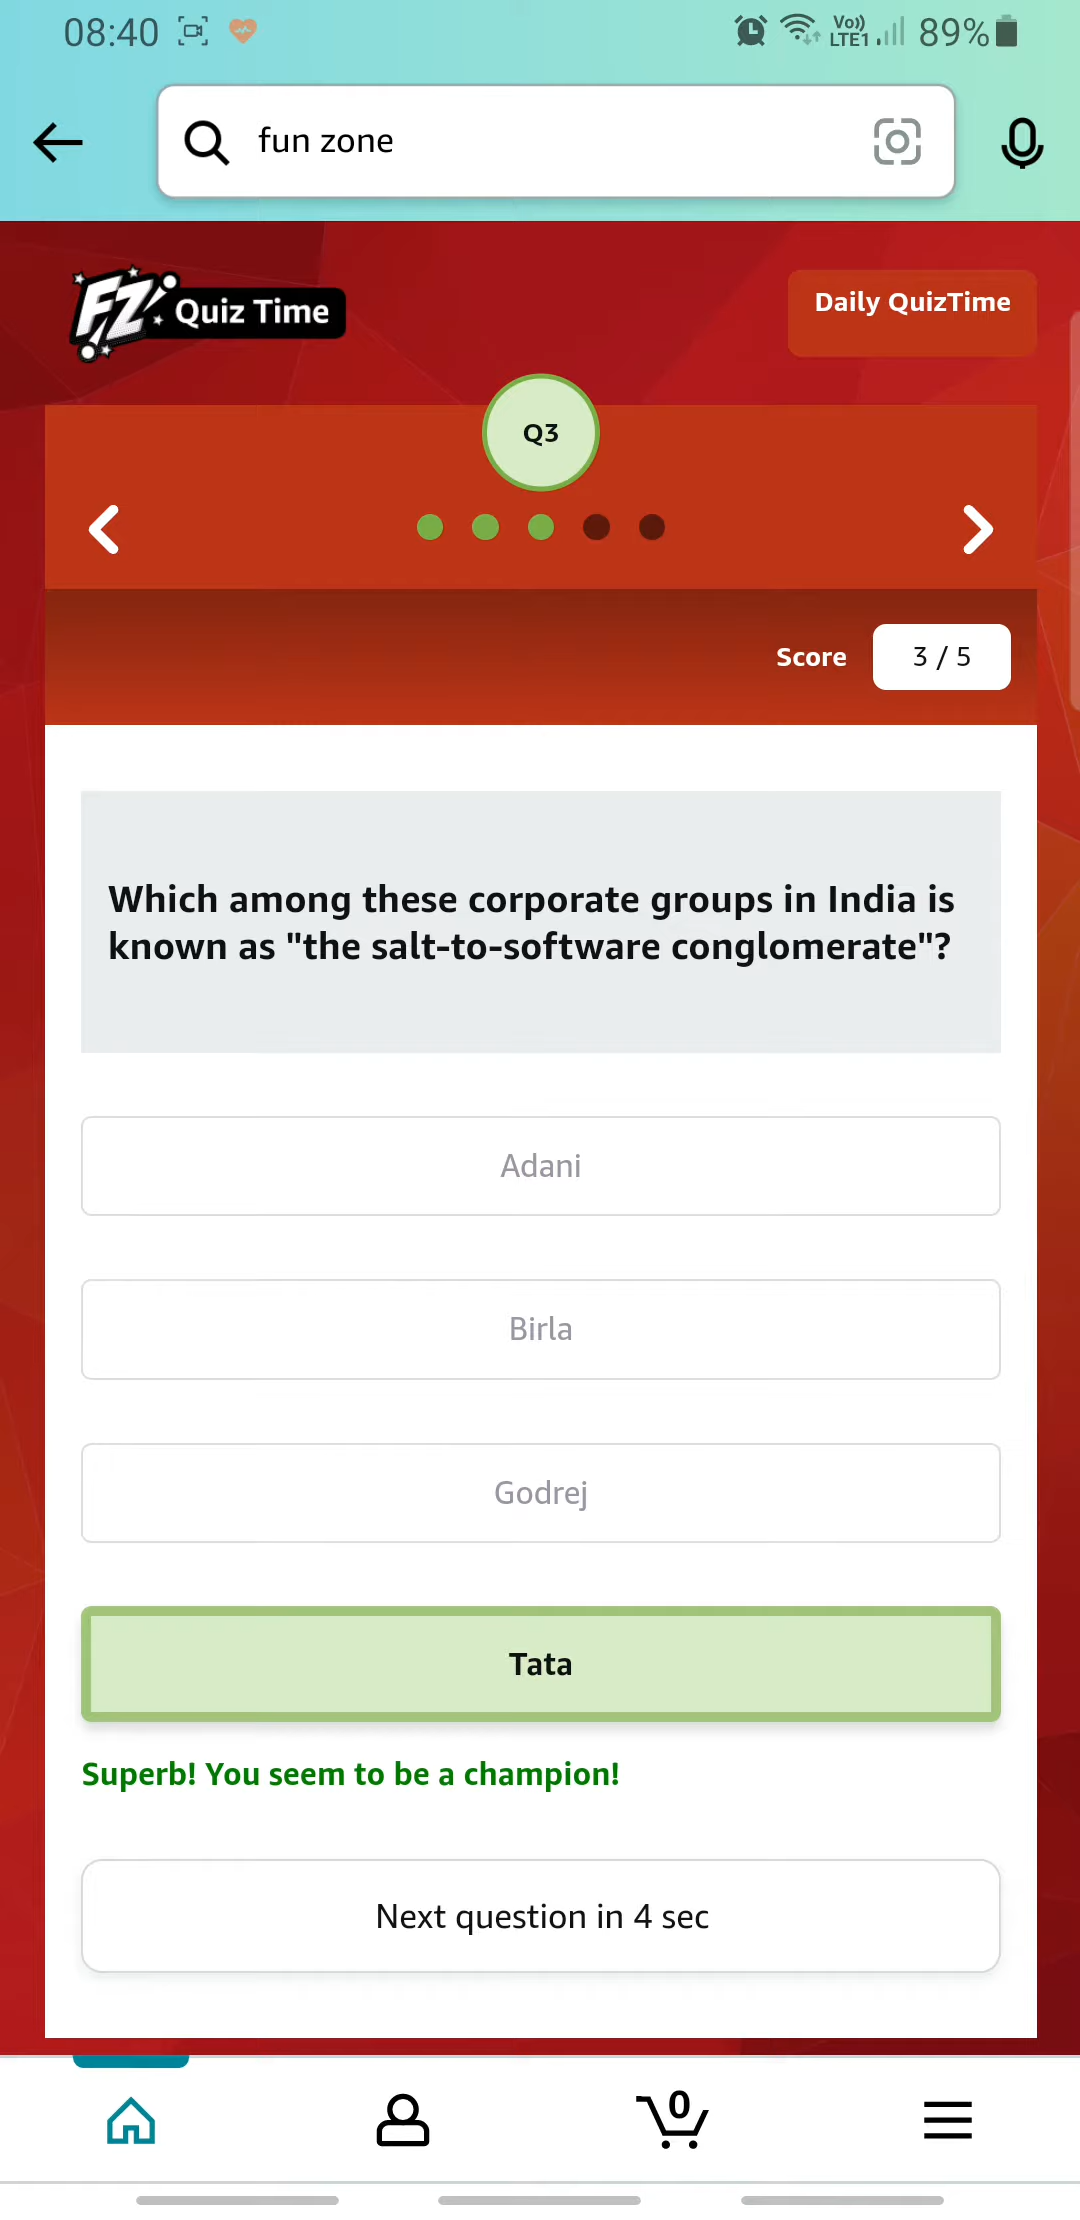 08:40
Vo))
LTE1
89%
fun zone
FZ
Quiz Time
Daily QuizTime
Q3
Score
3 / 5
Which among these corporate groups in India is
known as "the salt-to-software conglomerate"?
Adani
Birla
Godrej
Tata
Superb! You seem to be a champion!
Next question in 4 sec
0